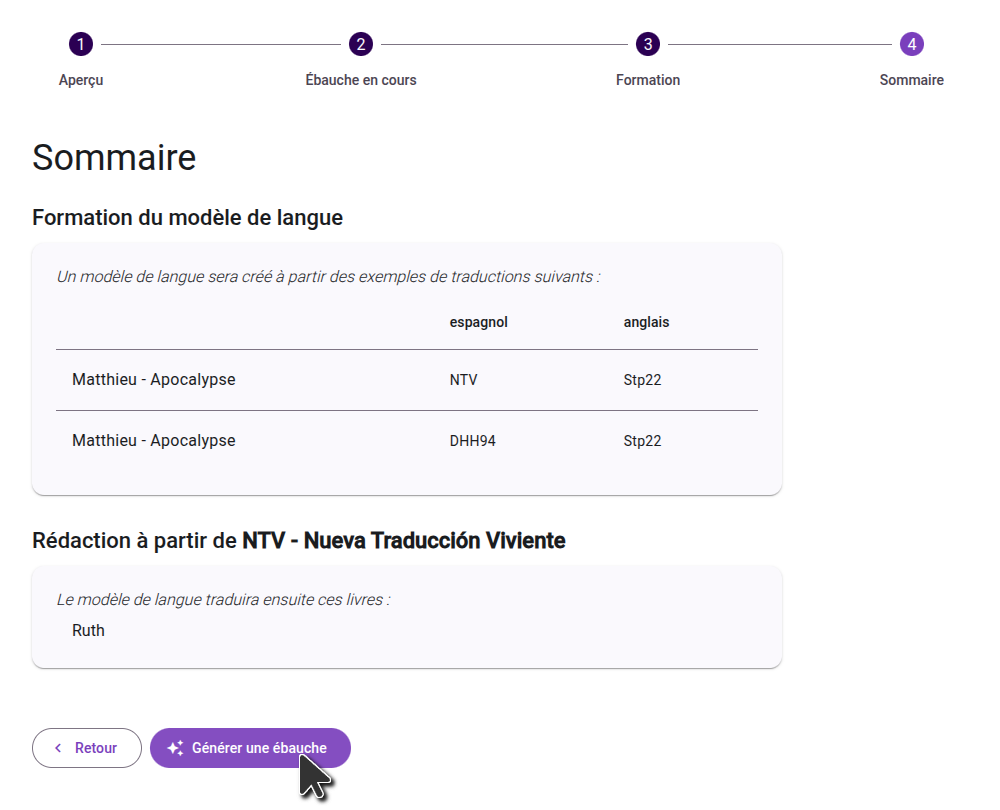 1 2 3 4
Aperçu Ébauche en cours Formation Sommaire
Sommaire
Formation du modèle de langue
Un modèle de langue sera créé à partir des exemples de traductions suivants :
espagnol anglais
Matthieu - Apocalypse NTV Stp22
Matthieu - Apocalypse DHH94 Stp22
Rédaction à partir de NTV - Nueva Traducción Viviente
Le modèle de langue traduira ensuite ces livres :
Ruth
Retour Générer une ébauche